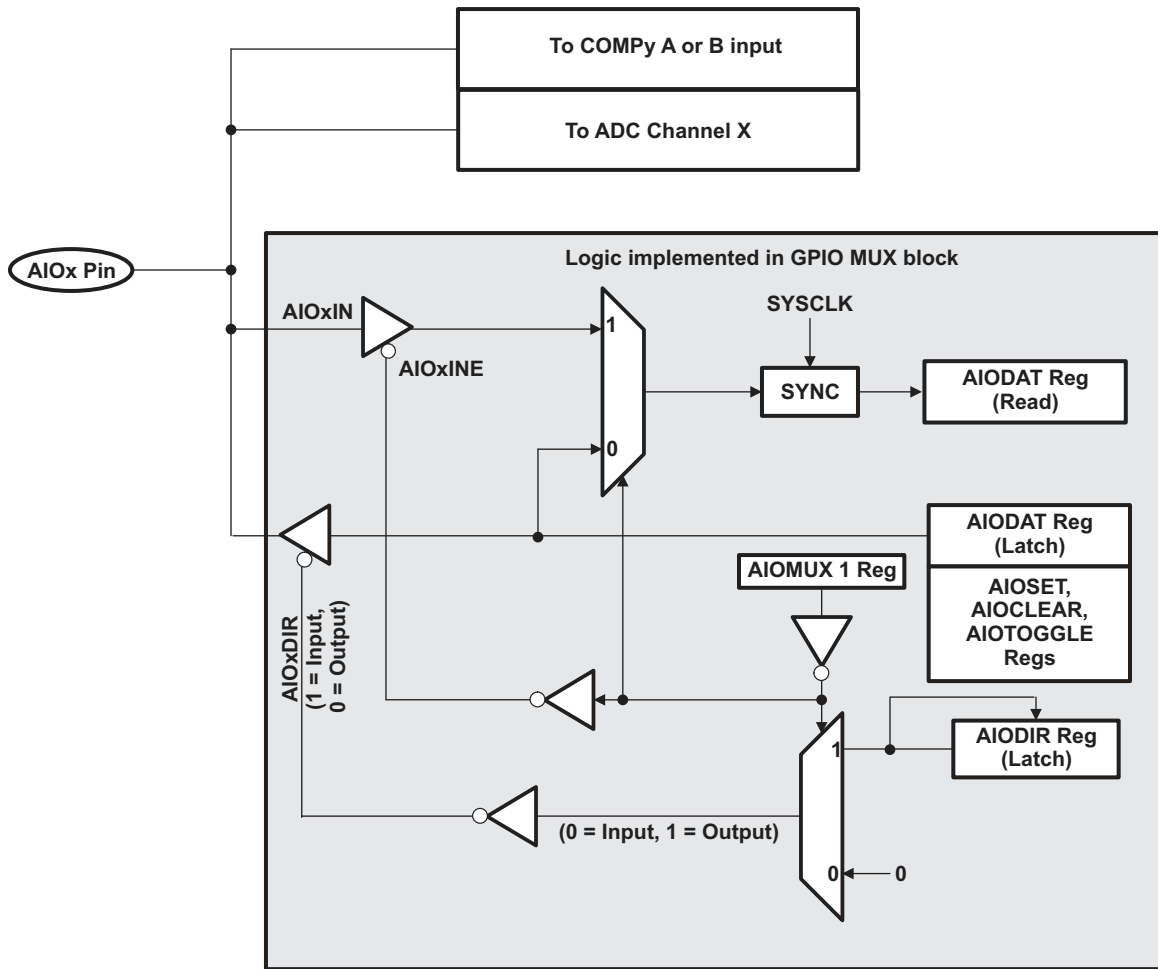 To COMPy A or B input
To ADC Channel X
AIOx Pin
Logic implemented in GPIO MUX block
AIOxIN
1
SYSCLK
AIOxINE
SYNC
AIODAT Reg
(Read)
0
AIODAT Reg
(Latch)
AIOMUX 1 Reg
AIOSET,
AIOCLEAR,
AIOTOGGLE
Regs
AIOxDIR
(1 = Input,
0 = Output)
1
AIODIR Reg
(Latch)
(0 = Input, 1 = Output)
0
0